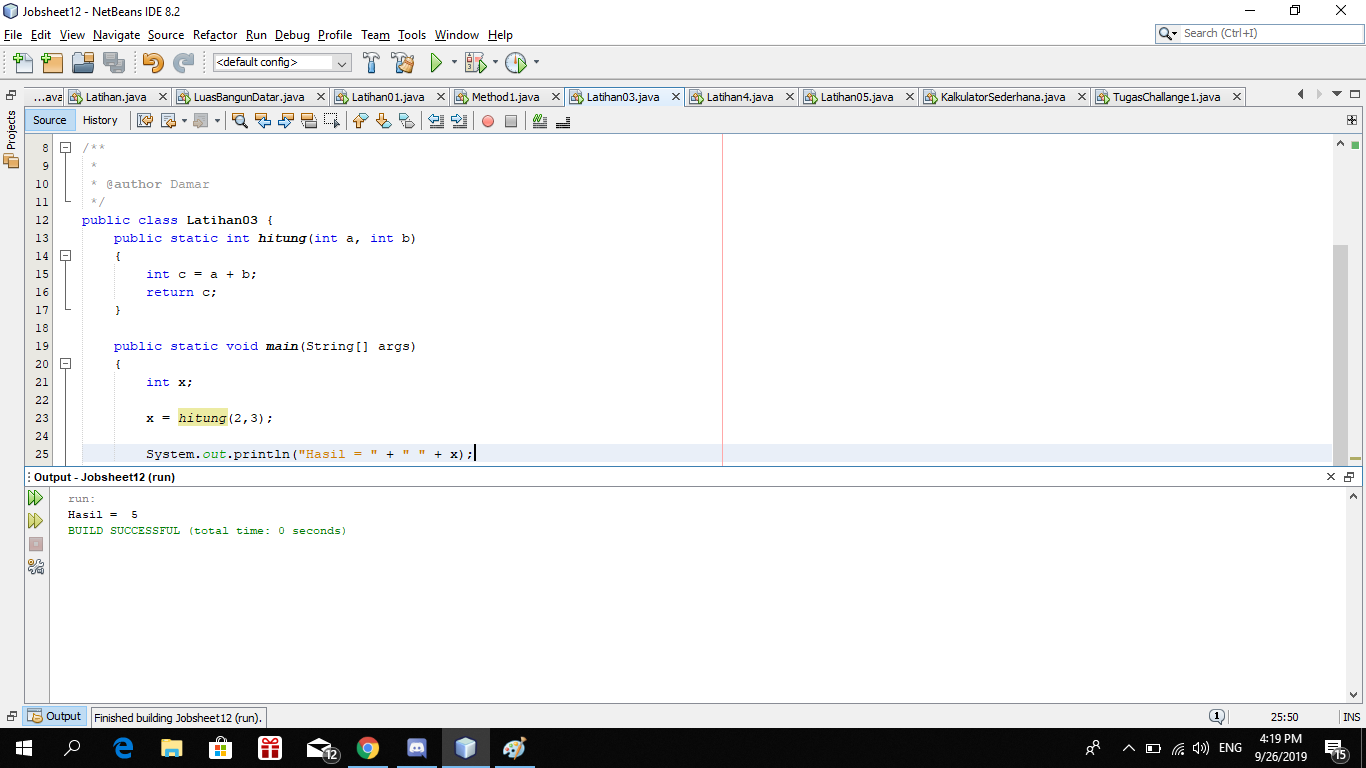 Jobsheet12 - NetBeans IDE 8.2
File Edit View Navigate Source Refactor Run Debug Profile Team Tools Window Help
Search (Ctrl+I)
<default config>
...ava Latihan.java LuasBangunDatar.java Latihan01.java Method1.java Latihan03.java Latihan4.java Latihan05.java KalkulatorSederhana.java TugasChallange1.java
Projects
Source History
8 /**
9 *
10 * @author Damar
11 */
12 public class Latihan03 {
13 public static int hitung(int a, int b)
14 {
15 int c = a + b;
16 return c;
17 }
18
19 public static void main(String[] args)
20 {
21 int x;
22
23 x = hitung(2,3);
24
25 System.out.println("Hasil = " + " " + x);
Output - Jobsheet12 (run)
run:
Hasil =  5
BUILD SUCCESSFUL (total time: 0 seconds)
Output Finished building Jobsheet12 (run). 1 25:50 INS
12 ENG 4:19 PM
9/26/2019 15